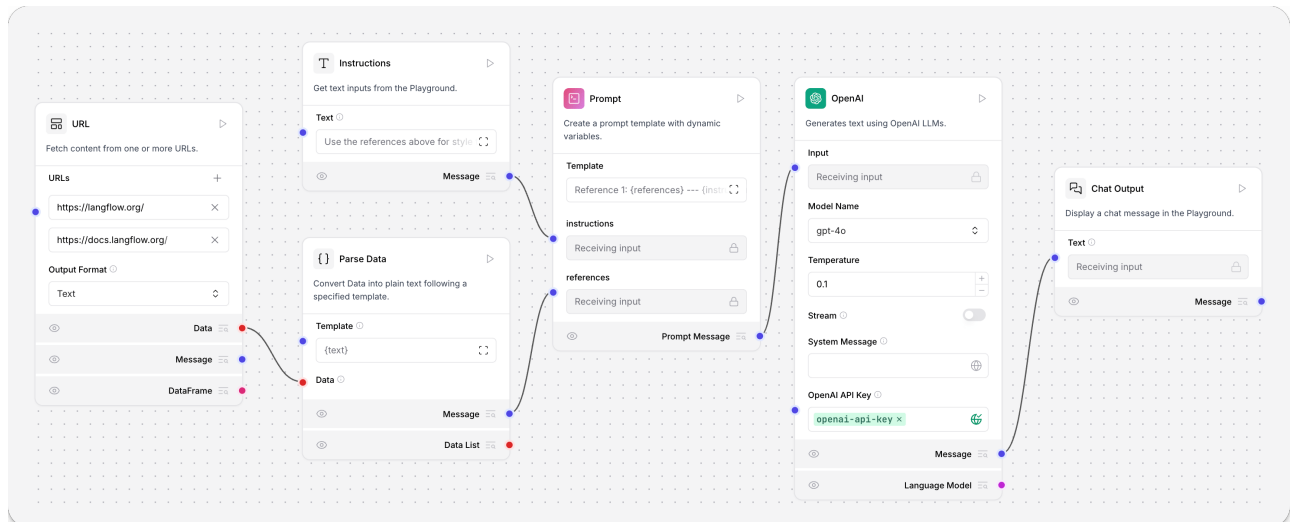 URL
Fetch content from one or more URLs.
URLs
https://langflow.org/
https://docs.langflow.org/
Output Format
Text
Data
Message
DataFrame
Instructions
Get text inputs from the Playground.
Text
Use the references above for style
Message
Parse Data
Convert Data into plain text following a
specified template.
Template
{text}
Data
Message
Data List
Prompt
Create a prompt template with dynamic
variables.
Template
Reference 1: {references} --- {instr
instructions
Receiving input
references
Receiving input
Prompt Message
OpenAI
Generates text using OpenAI LLMs.
Input
Receiving input
Model Name
gpt-4o
Temperature
0.1
Stream
System Message
OpenAI API Key
openai-api-key ×
Message
Language Model
Chat Output
Display a chat message in the Playground.
Text
Receiving input
Message